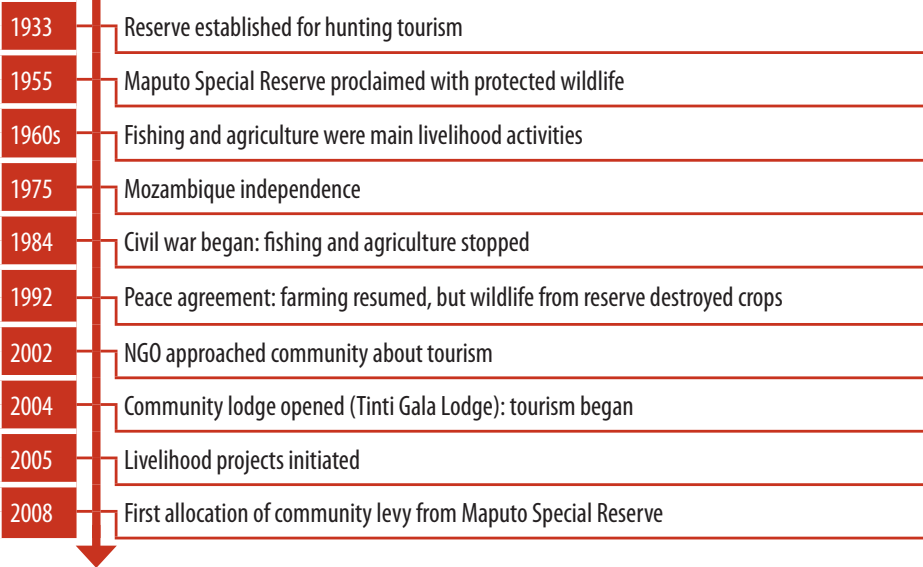 1933 Reserve established for hunting tourism
1955 Maputo Special Reserve proclaimed with protected wildlife
1960s Fishing and agriculture were main livelihood activities
1975 Mozambique independence
1984 Civil war began: fishing and agriculture stopped
1992 Peace agreement: farming resumed, but wildlife from reserve destroyed crops
2002 NGO approached community about tourism
2004 Community lodge opened (Tinti Gala Lodge): tourism began
2005 Livelihood projects initiated
2008 First allocation of community levy from Maputo Special Reserve